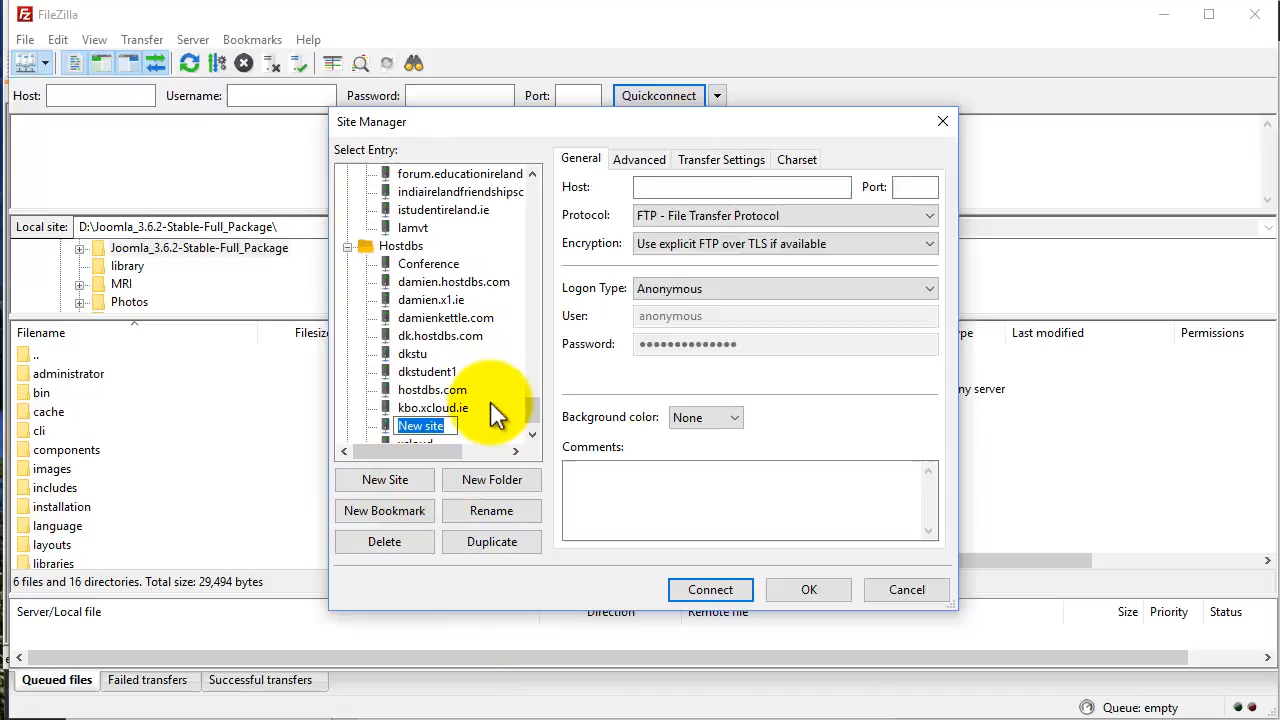 FileZilla
File Edit View Transfer Server Bookmarks Help
Host: Username: Password: Port: Quickconnect
Site Manager
Select Entry:
General Advanced Transfer Settings Charset
forum.educationireland
indiairelandfriendshipsc
istudentireland.ie
lamvt
Hostdbs
Conference
damien.hostdbs.com
damien.x1.ie
damienkettle.com
dk.hostdbs.com
dkstu
dkstudent1
hostdbs.com
kbo.xcloud.ie
New site
xcloud
New Site New Folder
New Bookmark Rename
Delete Duplicate
Host: Port:
Protocol: FTP - File Transfer Protocol
Encryption: Use explicit FTP over TLS if available
Logon Type: Anonymous
User: anonymous
Password: ••••••••••••••
Background color: None
Comments:
Connect OK Cancel
Local site: D:\Joomla_3.6.2-Stable-Full_Package\
Joomla_3.6.2-Stable-Full_Package
library
MRI
Photos
Filename Filesiz
..
administrator
bin
cache
cli
components
images
includes
installation
language
layouts
libraries
6 files and 16 directories. Total size: 29,494 bytes
pe Last modified Permissions
ny server
Server/Local file Direction Remote file Size Priority Status
Queued files Failed transfers Successful transfers
Queue: empty